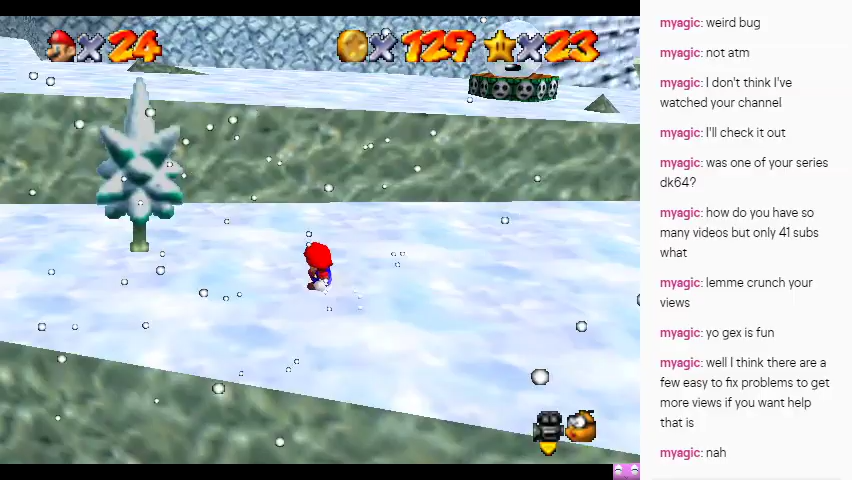 x 24 x 129 x 23
myagic: weird bug
myagic: not atm
myagic: I don't think I've
watched your channel
myagic: I'll check it out
myagic: was one of your series
dk64?
myagic: how do you have so
many videos but only 41 subs
what
myagic: lemme crunch your
views
myagic: yo gex is fun
myagic: well I think there are a
few easy to fix problems to get
more views if you want help
that is
myagic: nah